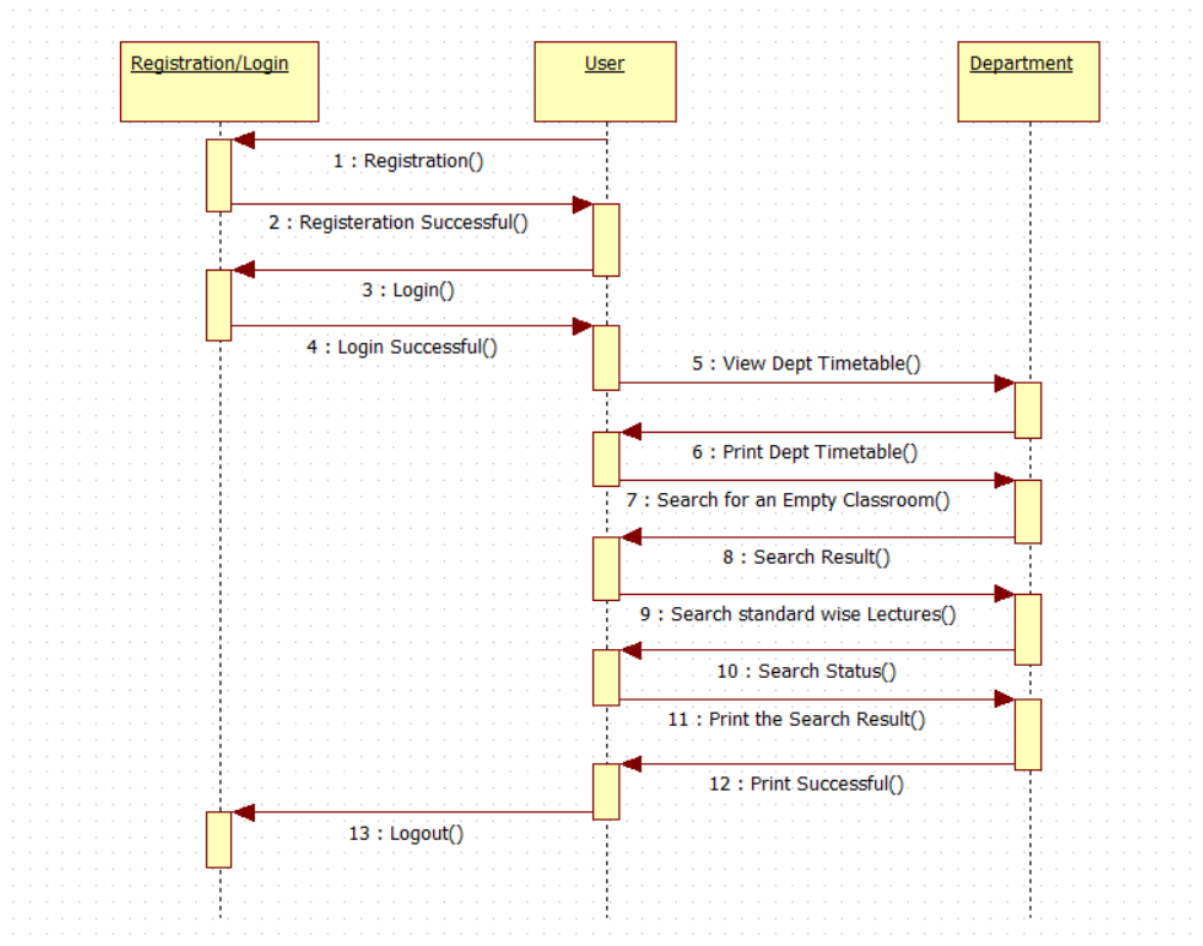 Registration/Login
User
Department
1 : Registration()
2 : Registeration Successful()
3 : Login()
4 : Login Successful()
5 : View Dept Timetable()
6 : Print Dept Timetable()
7 : Search for an Empty Classroom()
8 : Search Result()
9 : Search standard wise Lectures()
10 : Search Status()
11 : Print the Search Result()
12 : Print Successful()
13 : Logout()